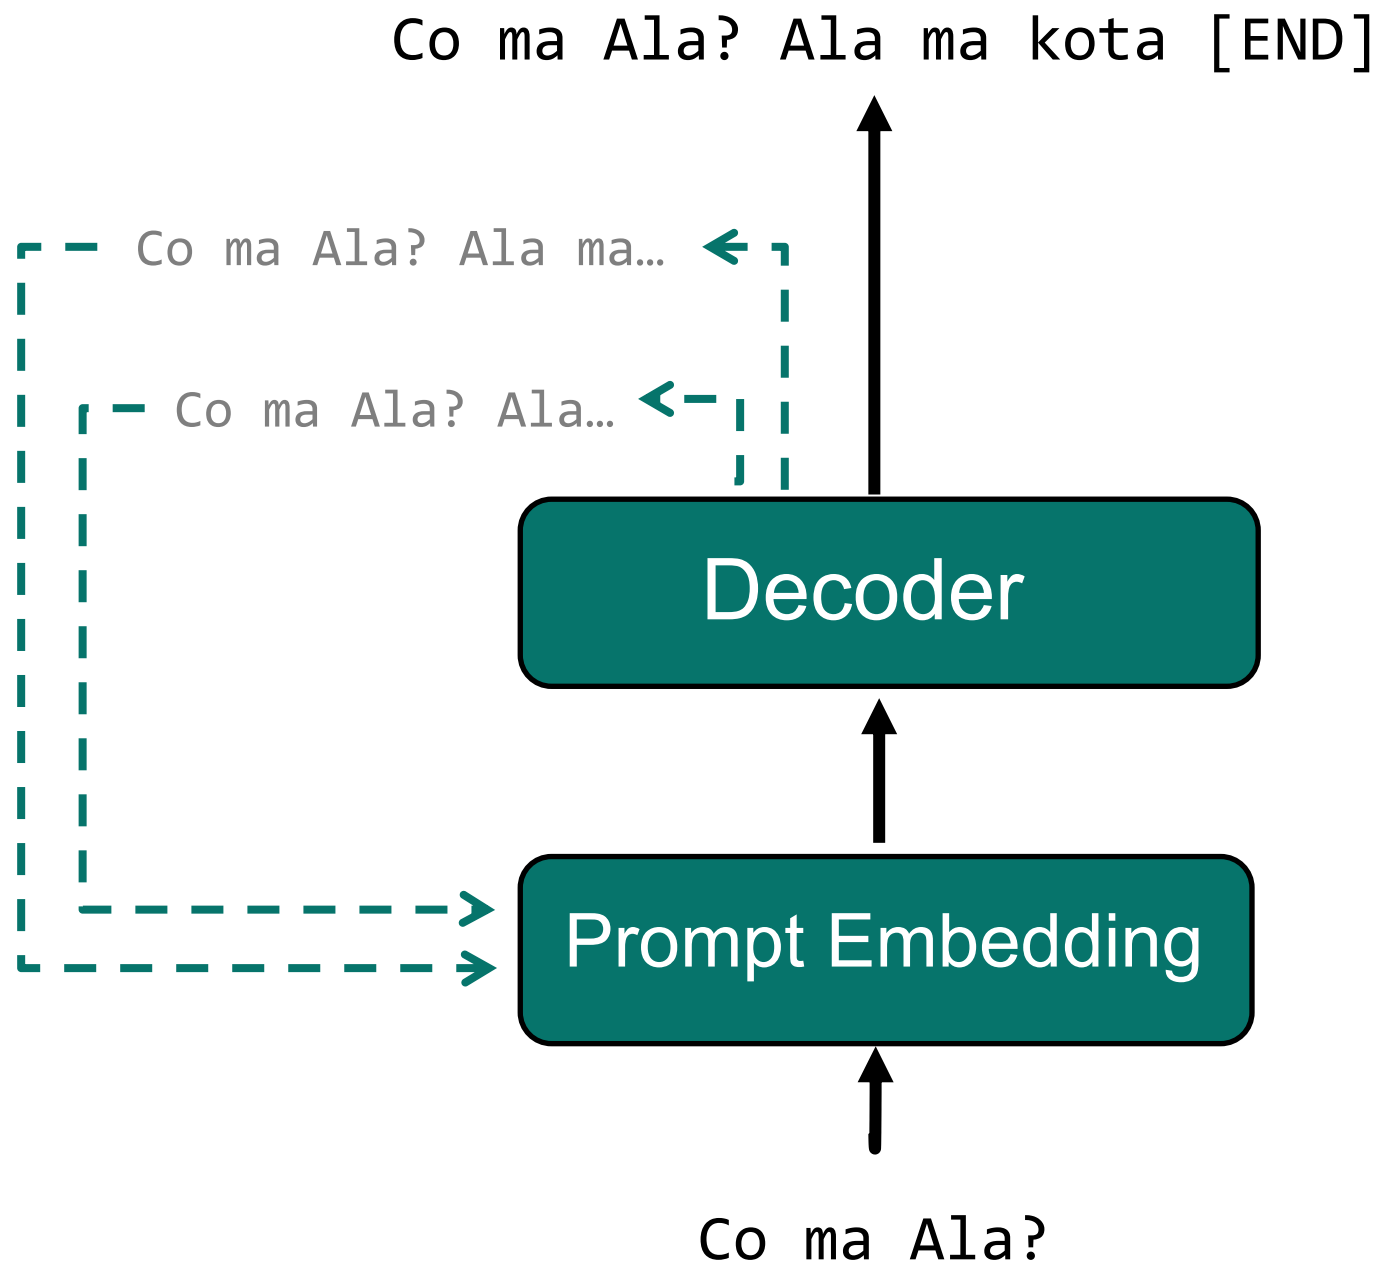 Co ma Ala? Ala ma kota [END]
Co ma Ala? Ala ma…
Co ma Ala? Ala…
Decoder
Prompt Embedding
Co ma Ala?